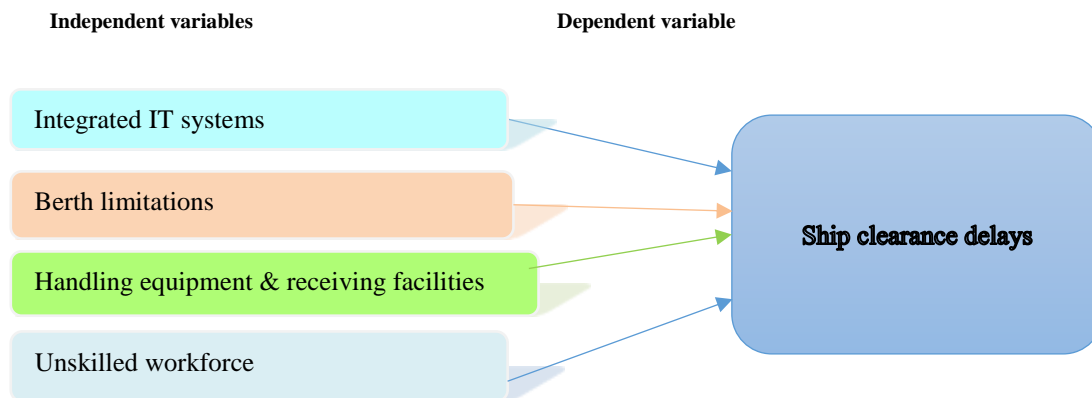 Independent variables
Dependent variable
Integrated IT systems
Berth limitations
Handling equipment & receiving facilities
Unskilled workforce
Ship clearance delays